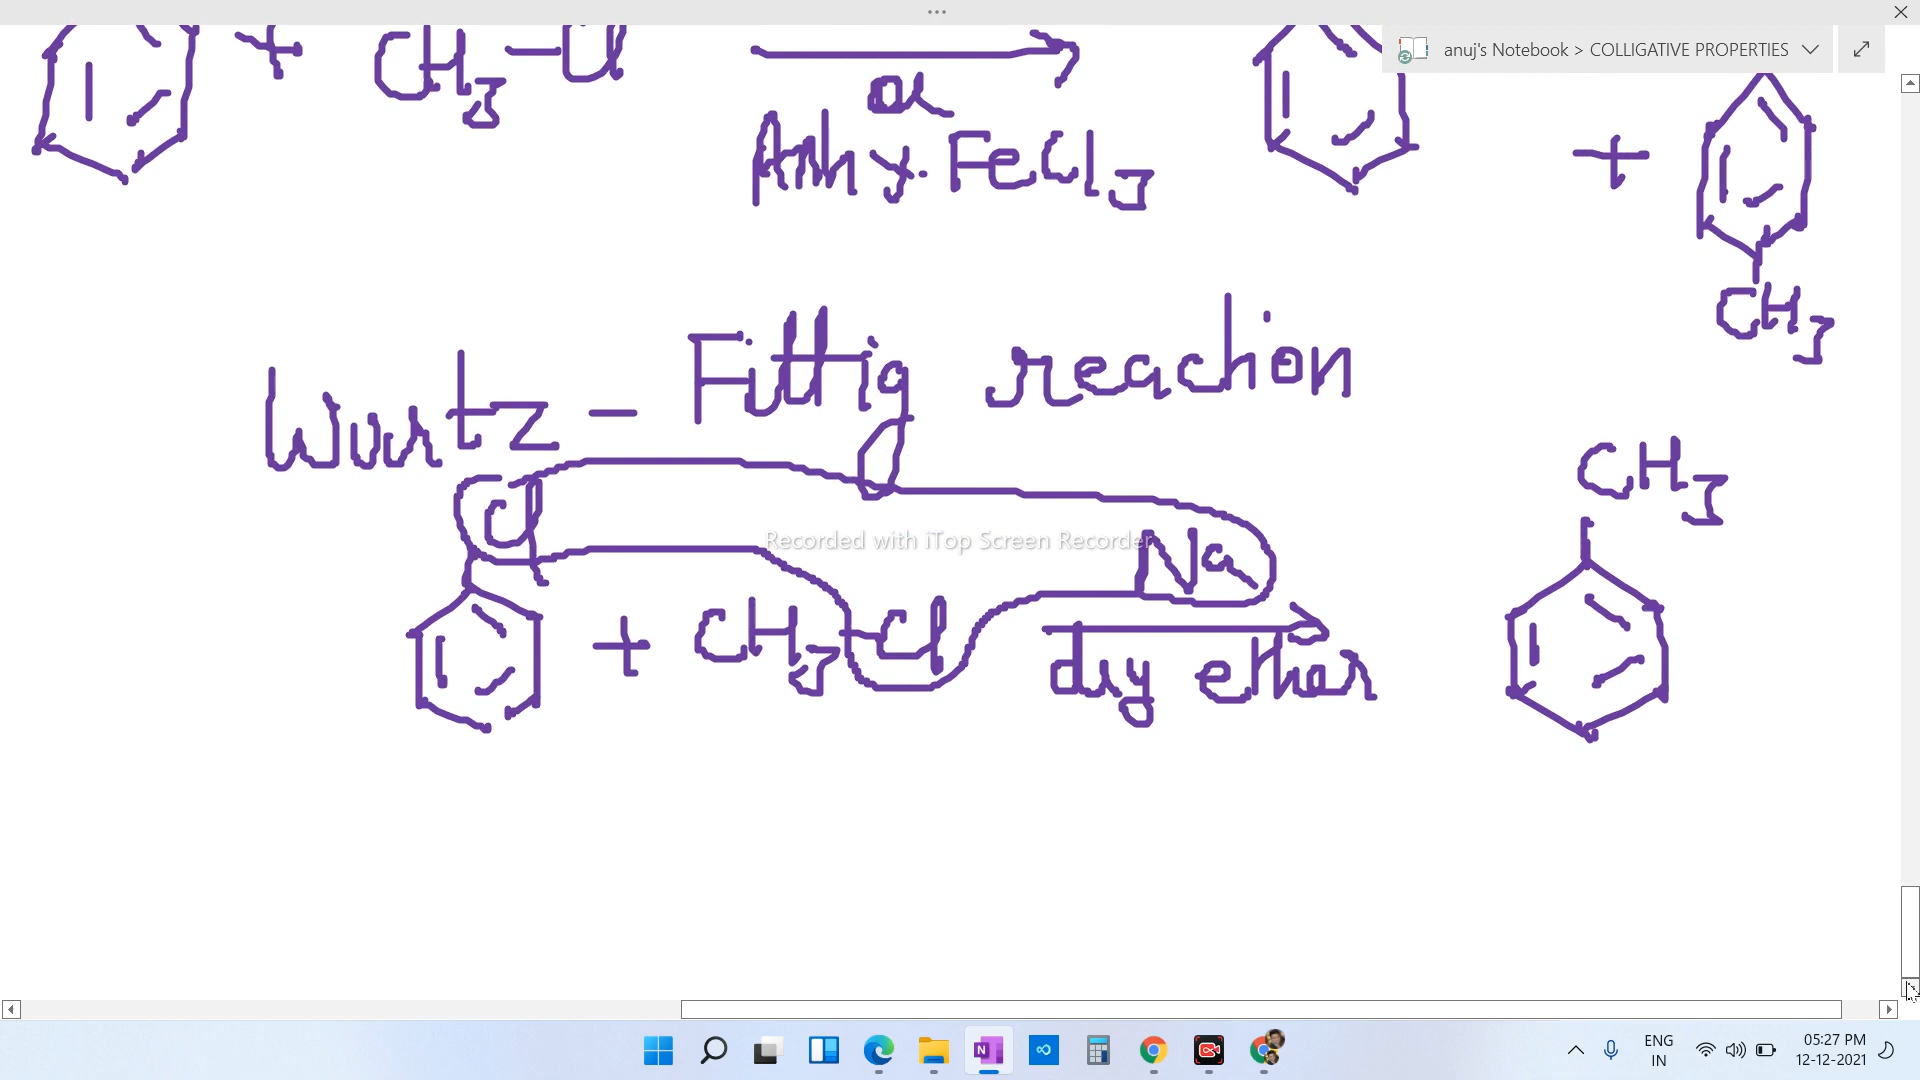 anuj's Notebook > COLLIGATIVE PROPERTIES
+ CH3-Cl
or
Anhy. FeCl3
+
CH3
Wurtz - Fittig reaction
CH3
Cl
Recorded with iTop Screen Recorder
Na
+ CH3-Cl
dry ether
N
ENG
IN
05:27 PM
12-12-2021